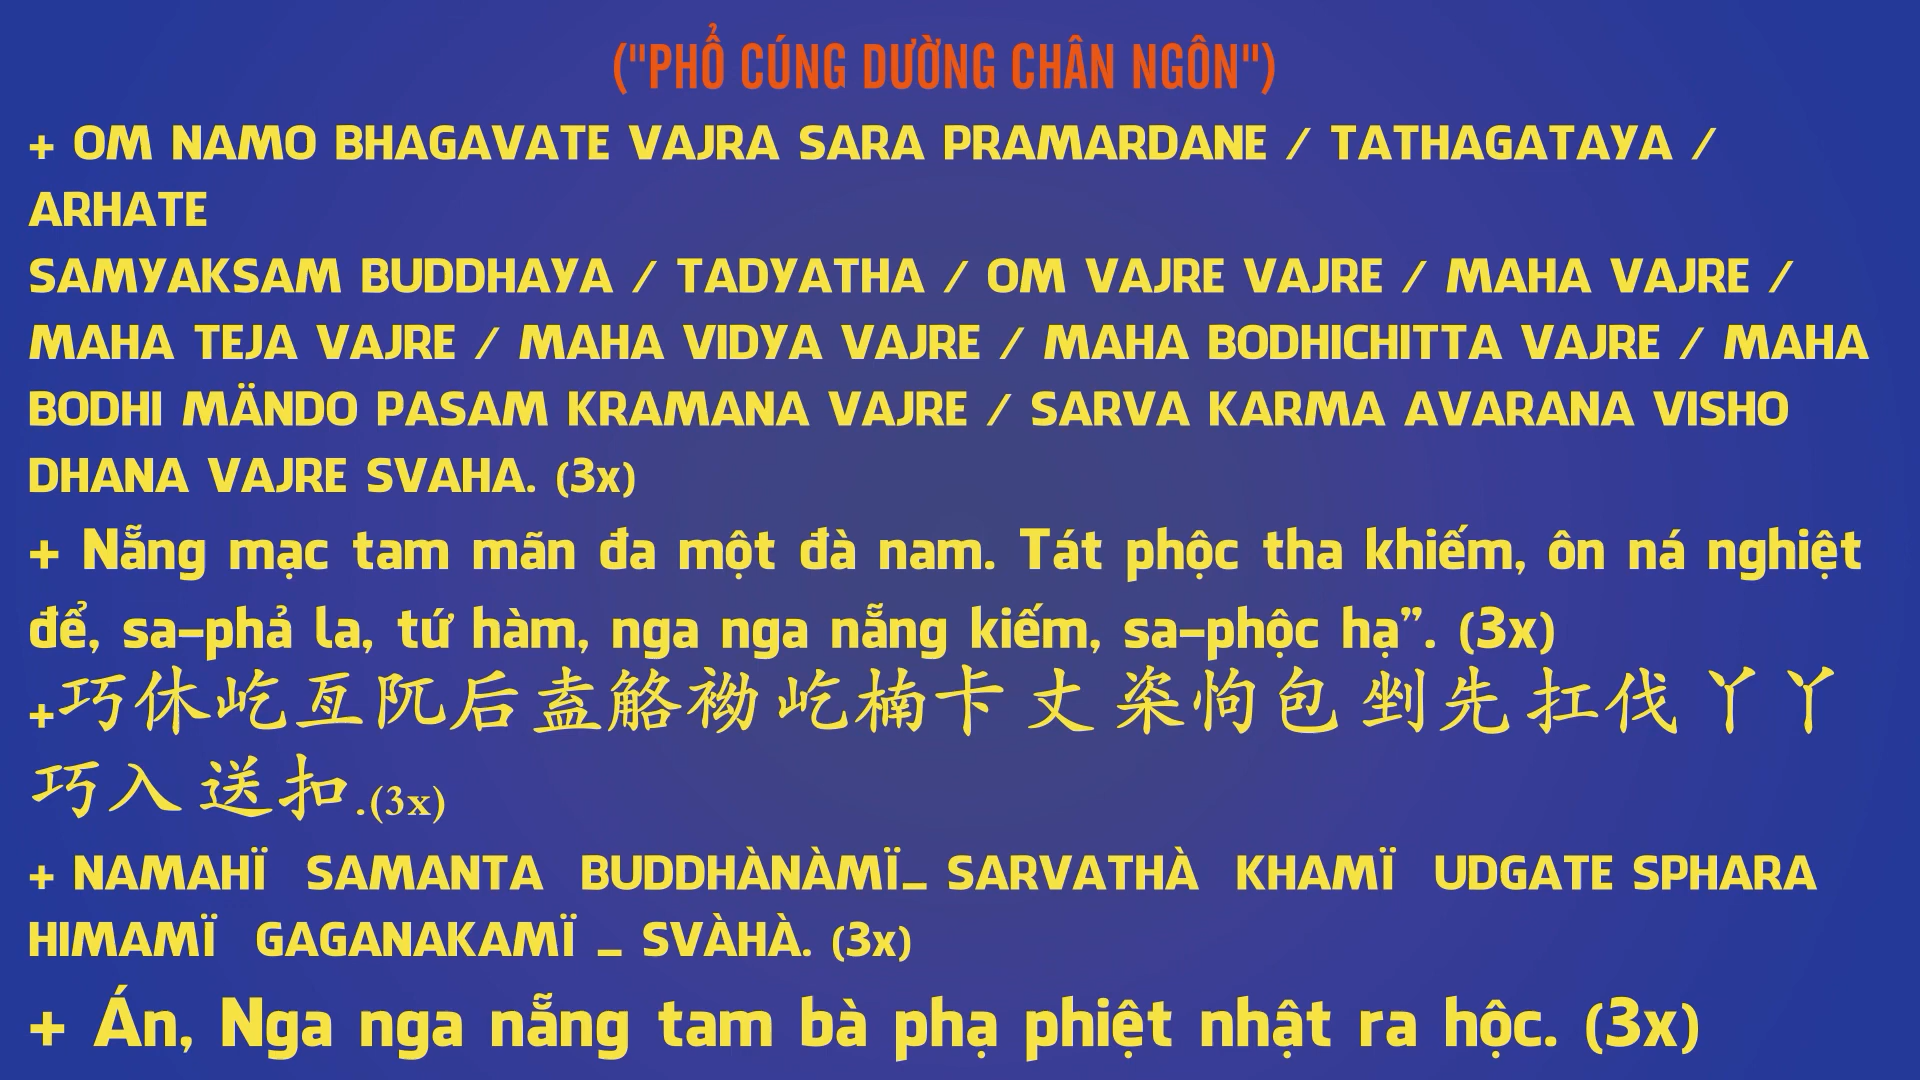 ("PHỔ CÚNG DƯỜNG CHÂN NGÔN")
+ OM NAMO BHAGAVATE VAJRA SARA PRAMARDANE / TATHAGATAYA /
ARHATE
SAMYAKSAM BUDDHAYA / TADYATHA / OM VAJRE VAJRE / MAHA VAJRE /
MAHA TEJA VAJRE / MAHA VIDYA VAJRE / MAHA BODHICHITTA VAJRE / MAHA
BODHI MÄNDO PASAM KRAMANA VAJRE / SARVA KARMA AVARANA VISHO
DHANA VAJRE SVAHA. (3x)
+ Nẵng mạc tam mãn đa một đà nam. Tát phộc tha khiếm, ôn ná nghiệt
để, sa-phả la, tứ hàm, nga nga nẵng kiếm, sa-phộc hạ”. (3x)
+巧休屹亙阢后盍觡衪屹楠卡丈栥怐包剉先扛伐丫丫
巧入送扣.(3x)
+ NAMAHÏ SAMANTA BUDDHÀNÀMÏ_ SARVATHÀ KHAMÏ UDGATE SPHARA
HIMAMÏ GAGANAKAMÏ _ SVÀHÀ. (3x)
+ Án, Nga nga nẵng tam bà phạ phiệt nhật ra hộc. (3x)